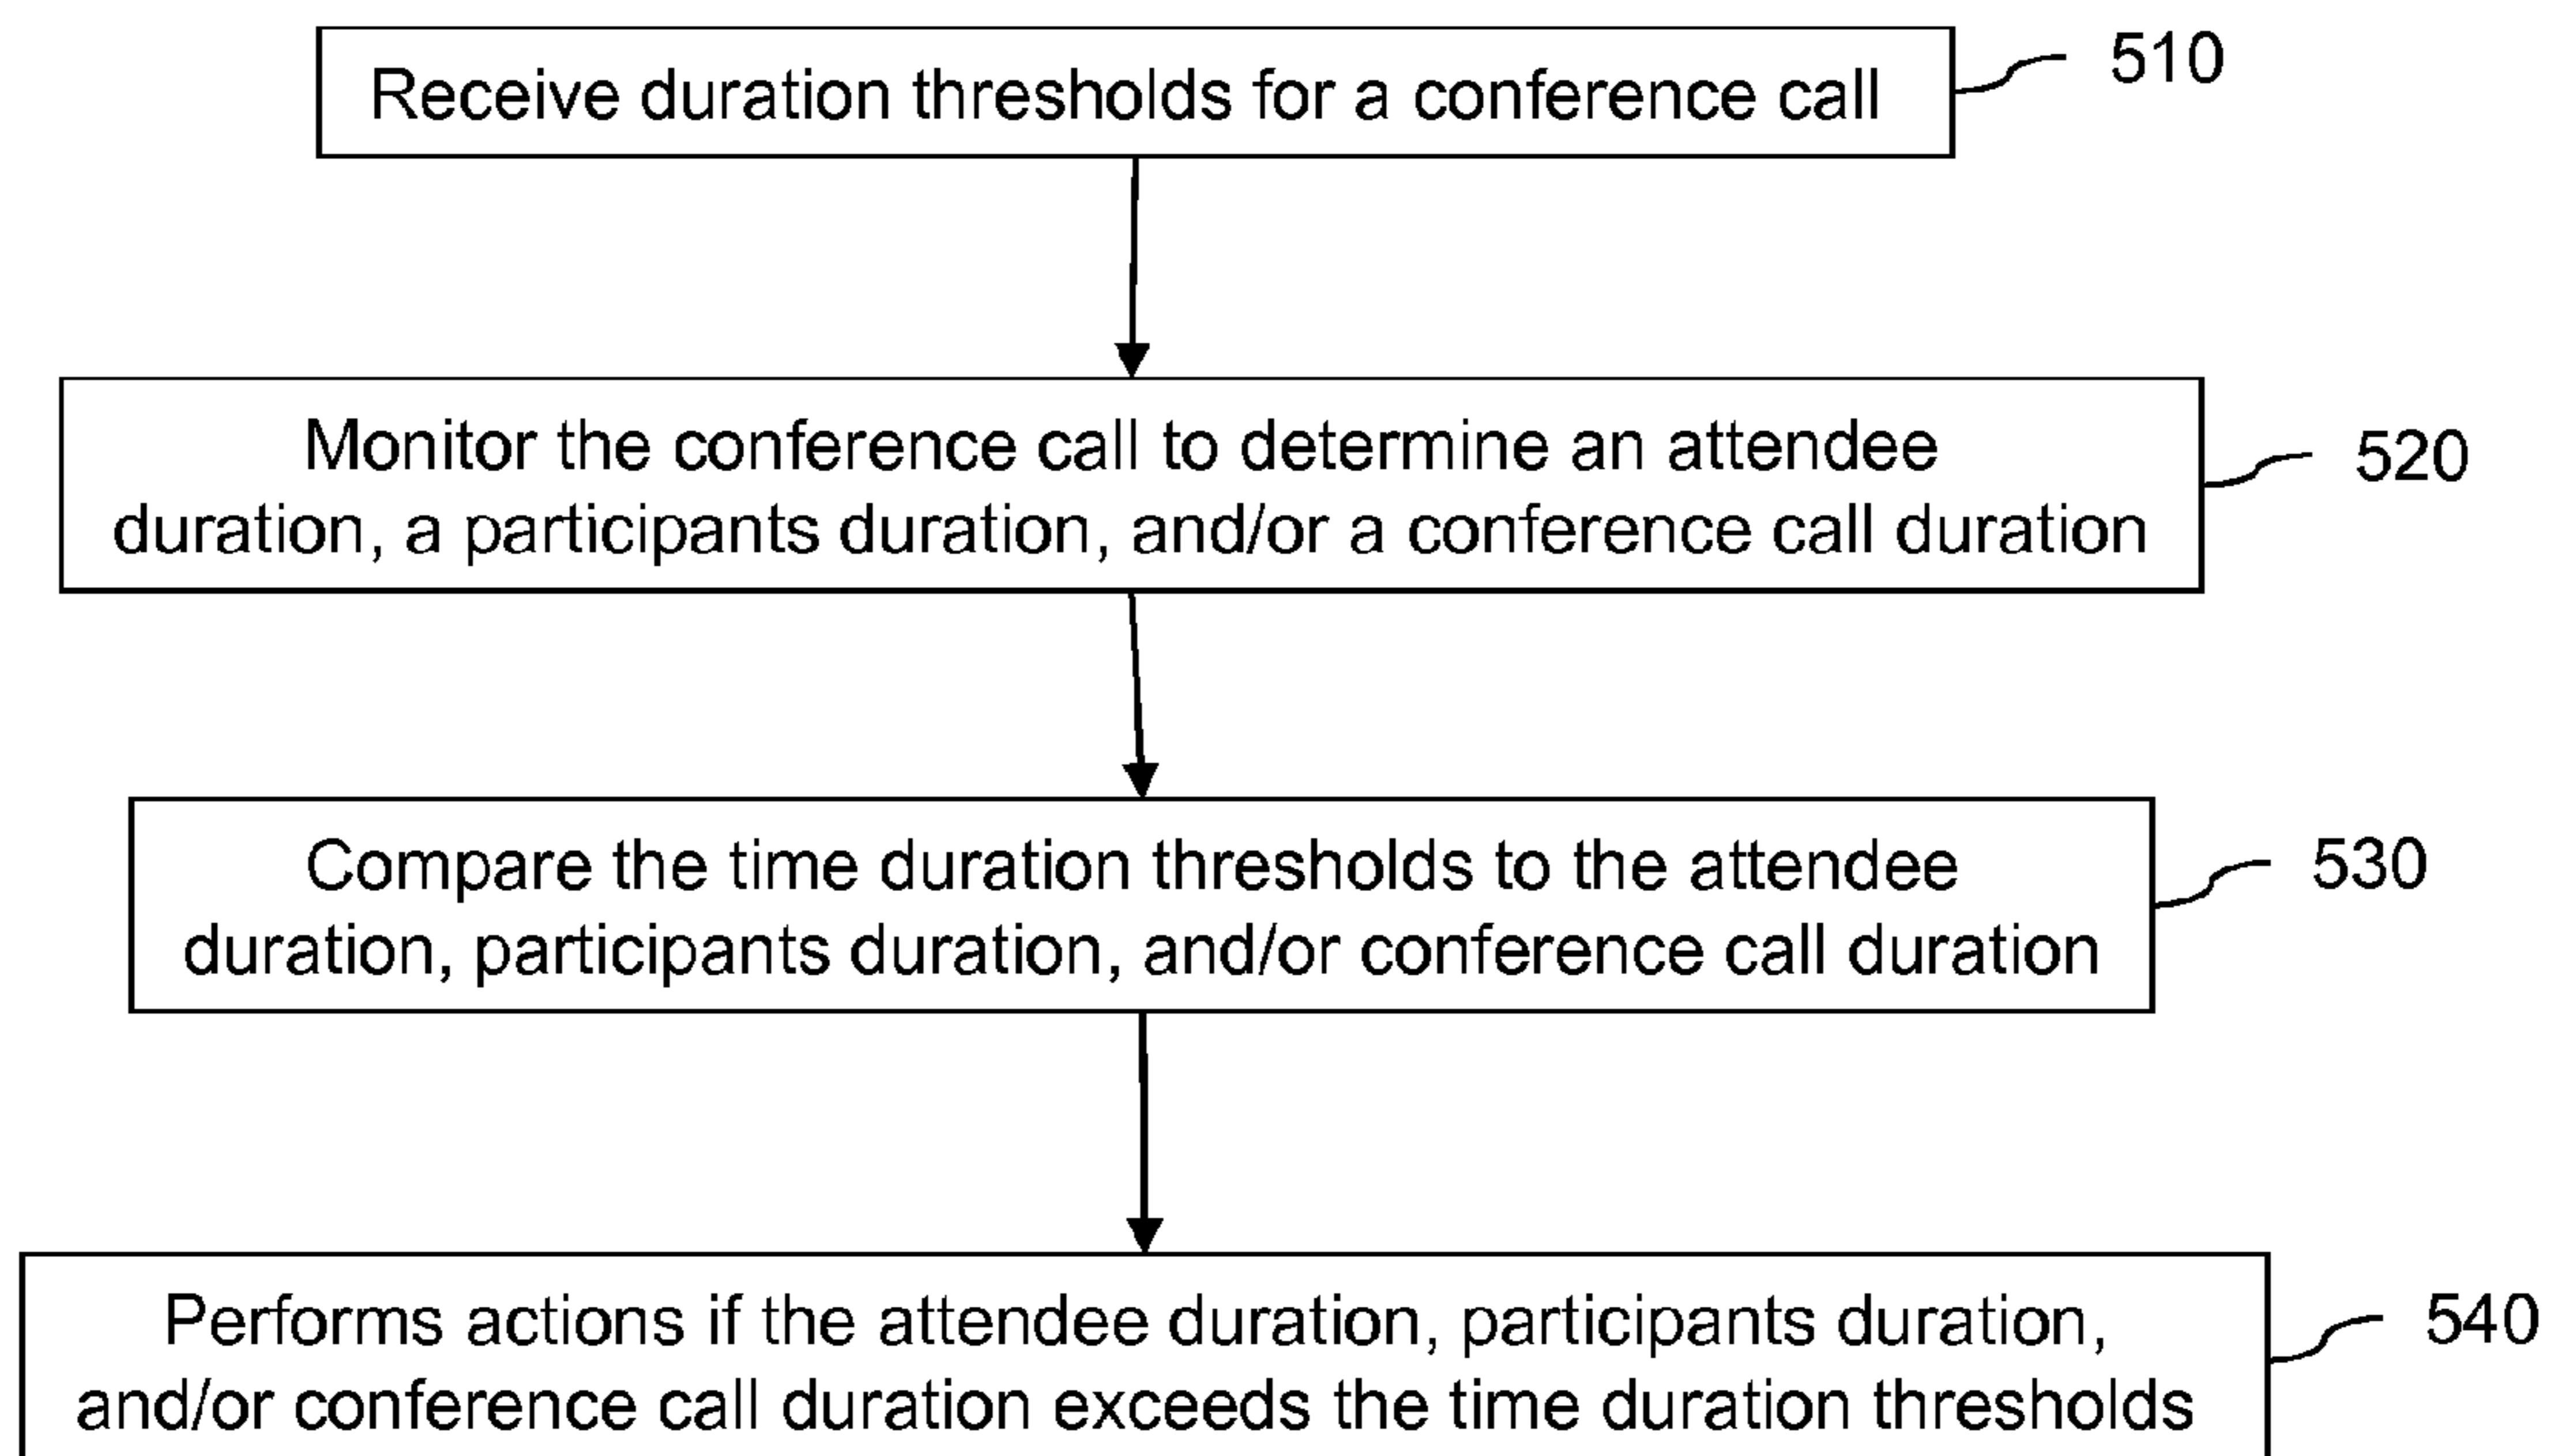 Receive duration thresholds for a conference call
510
Monitor the conference call to determine an attendee
duration, a participants duration, and/or a conference call duration
520
Compare the time duration thresholds to the attendee
duration, participants duration, and/or conference call duration
530
Performs actions if the attendee duration, participants duration,
and/or conference call duration exceeds the time duration thresholds
540